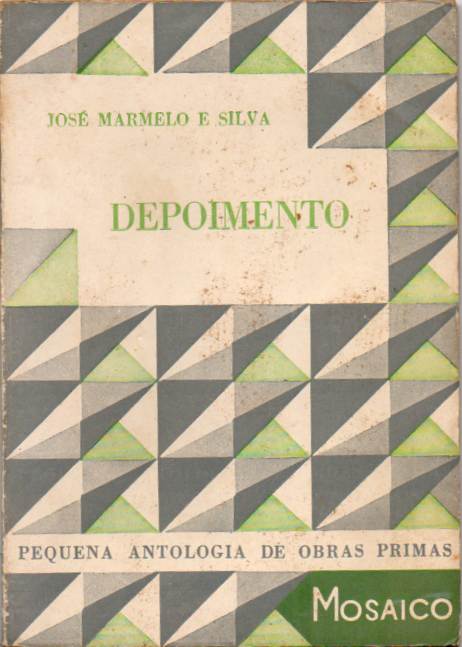 JOSÉ MARMELO E SILVA
DEPOIMENTO
PEQUENA ANTOLOGIA DE OBRAS PRIMAS
MOSAICO